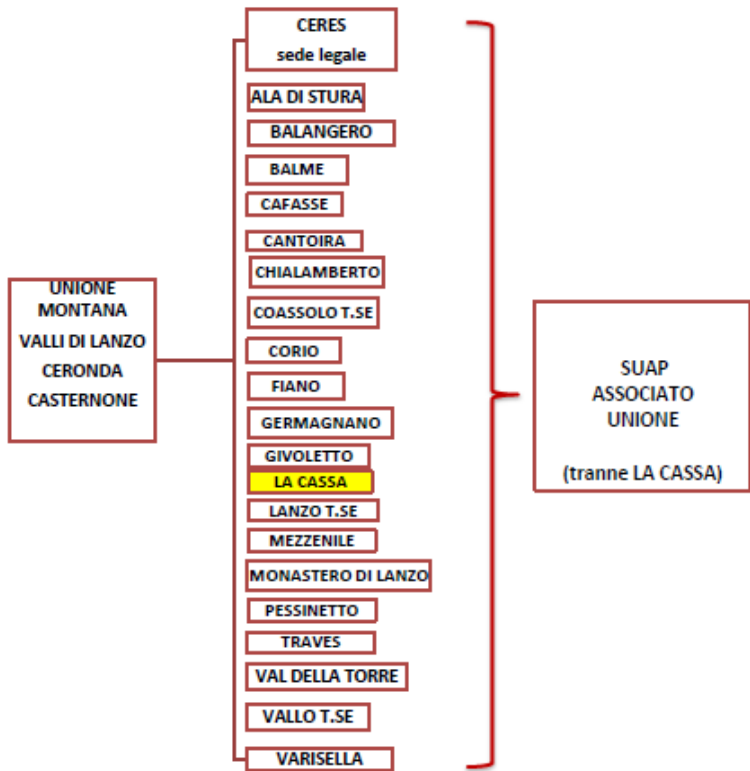 UNIONE
MONTANA
VALLI DI LANZO
CERONDA
CASTERNONE
CERES
sede legale
ALA DI STURA
BALANGERO
BALME
CAFASSE
CANTOIRA
CHIALAMBERTO
COASSOLO T.SE
CORIO
FIANO
GERMAGNANO
GIVOLETTO
LA CASSA
LANZO T.SE
MEZZENILE
MONASTERO DI LANZO
PESSINETTO
TRAVES
VAL DELLA TORRE
VALLO T.SE
VARISELLA
SUAP
ASSOCIATO
UNIONE
(tranne LA CASSA)